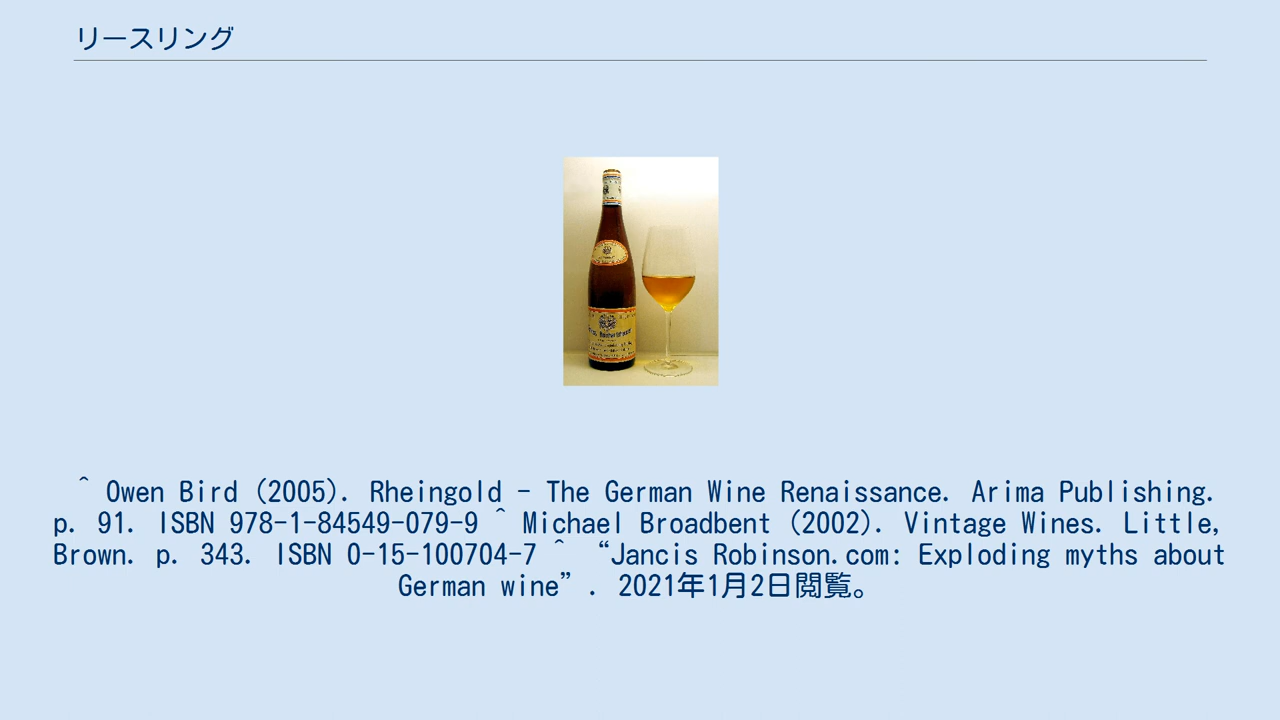 リースリング
^ Owen Bird (2005). Rheingold - The German Wine Renaissance. Arima Publishing.
p. 91. ISBN 978-1-84549-079-9 ^ Michael Broadbent (2002). Vintage Wines. Little,
Brown. p. 343. ISBN 0-15-100704-7 ^ “Jancis Robinson.com: Exploding myths about
German wine”. 2021年1月2日閲覧。